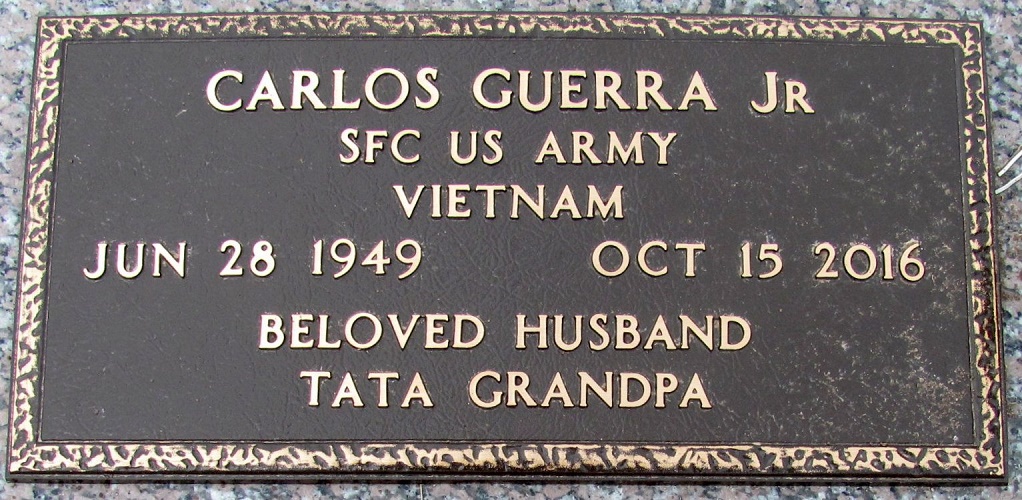 CARLOS GUERRA JR
SFC US ARMY
VIETNAM
JUN 28 1949 OCT 15 2016
BELOVED HUSBAND
TATA GRANDPA